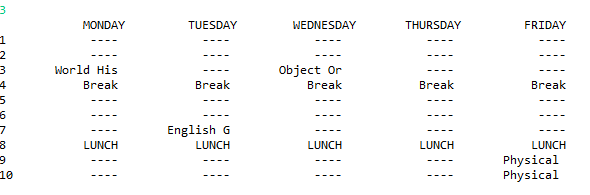 3
MONDAY TUESDAY WEDNESDAY THURSDAY FRIDAY
1 ---- ---- ---- ---- ----
2 ---- ---- ---- ---- ----
3 World His ---- Object Or ---- ----
4 Break Break Break Break Break
5 ---- ---- ---- ---- ----
6 ---- ---- ---- ---- ----
7 ---- English G ---- ---- ----
8 LUNCH LUNCH LUNCH LUNCH LUNCH
9 ---- ---- ---- ---- Physical
10 ---- ---- ---- ---- Physical